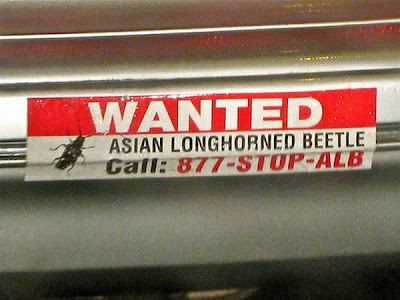 WANTED
ASIAN LONGHORNED BEETLE
Call: 877-STOP-ALB